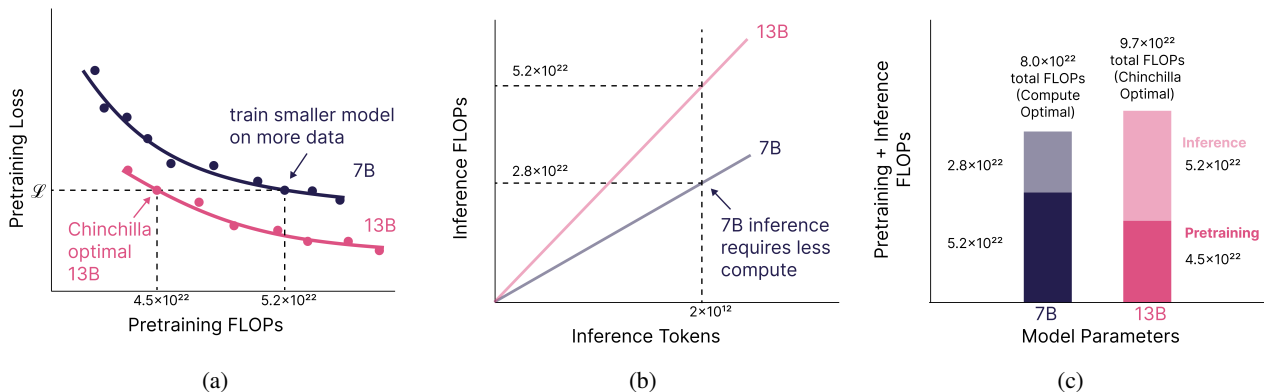 Pretraining Loss
ℒ
train smaller model
on more data
7B
13B
Chinchilla
optimal
13B
4.5×10²²
5.2×10²²
Pretraining FLOPs
(a)
Inference FLOPs
5.2×10²²
2.8×10²²
13B
7B
7B inference
requires less
compute
2×10¹²
Inference Tokens
(b)
Pretraining + Inference
FLOPs
8.0×10²²
total FLOPs
(Compute
Optimal)
9.7×10²²
total FLOPs
(Chinchilla
Optimal)
2.8×10²²
5.2×10²²
Inference
5.2×10²²
Pretraining
4.5×10²²
7B
13B
Model Parameters
(c)